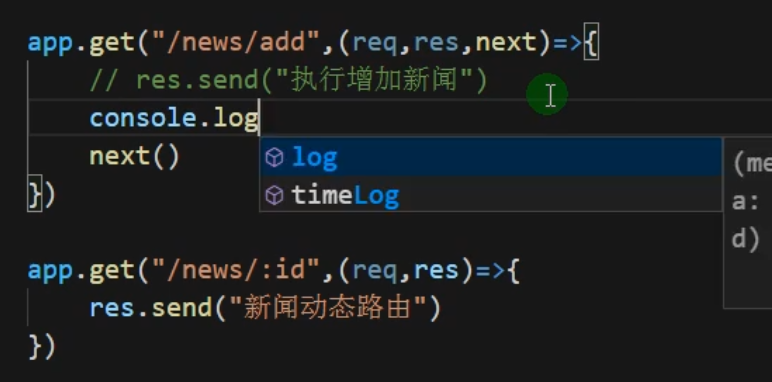 app.get("/news/add",(req,res,next)=>{
// res.send("执行增加新闻")
console.log
next()
log
timeLog
(me
a:
d)
})
app.get("/news/:id",(req,res)=>{
res.send("新闻动态路由")
})